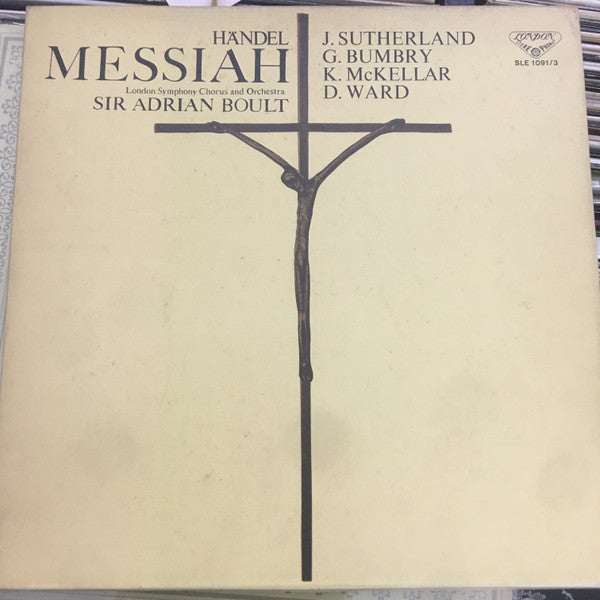 HÄNDEL
MESSIAH
London Symphony Chorus and Orchestra
SIR ADRIAN BOULT
J. SUTHERLAND
G. BUMBRY
K. McKELLAR
D. WARD
LONDON
SLE 1091/3